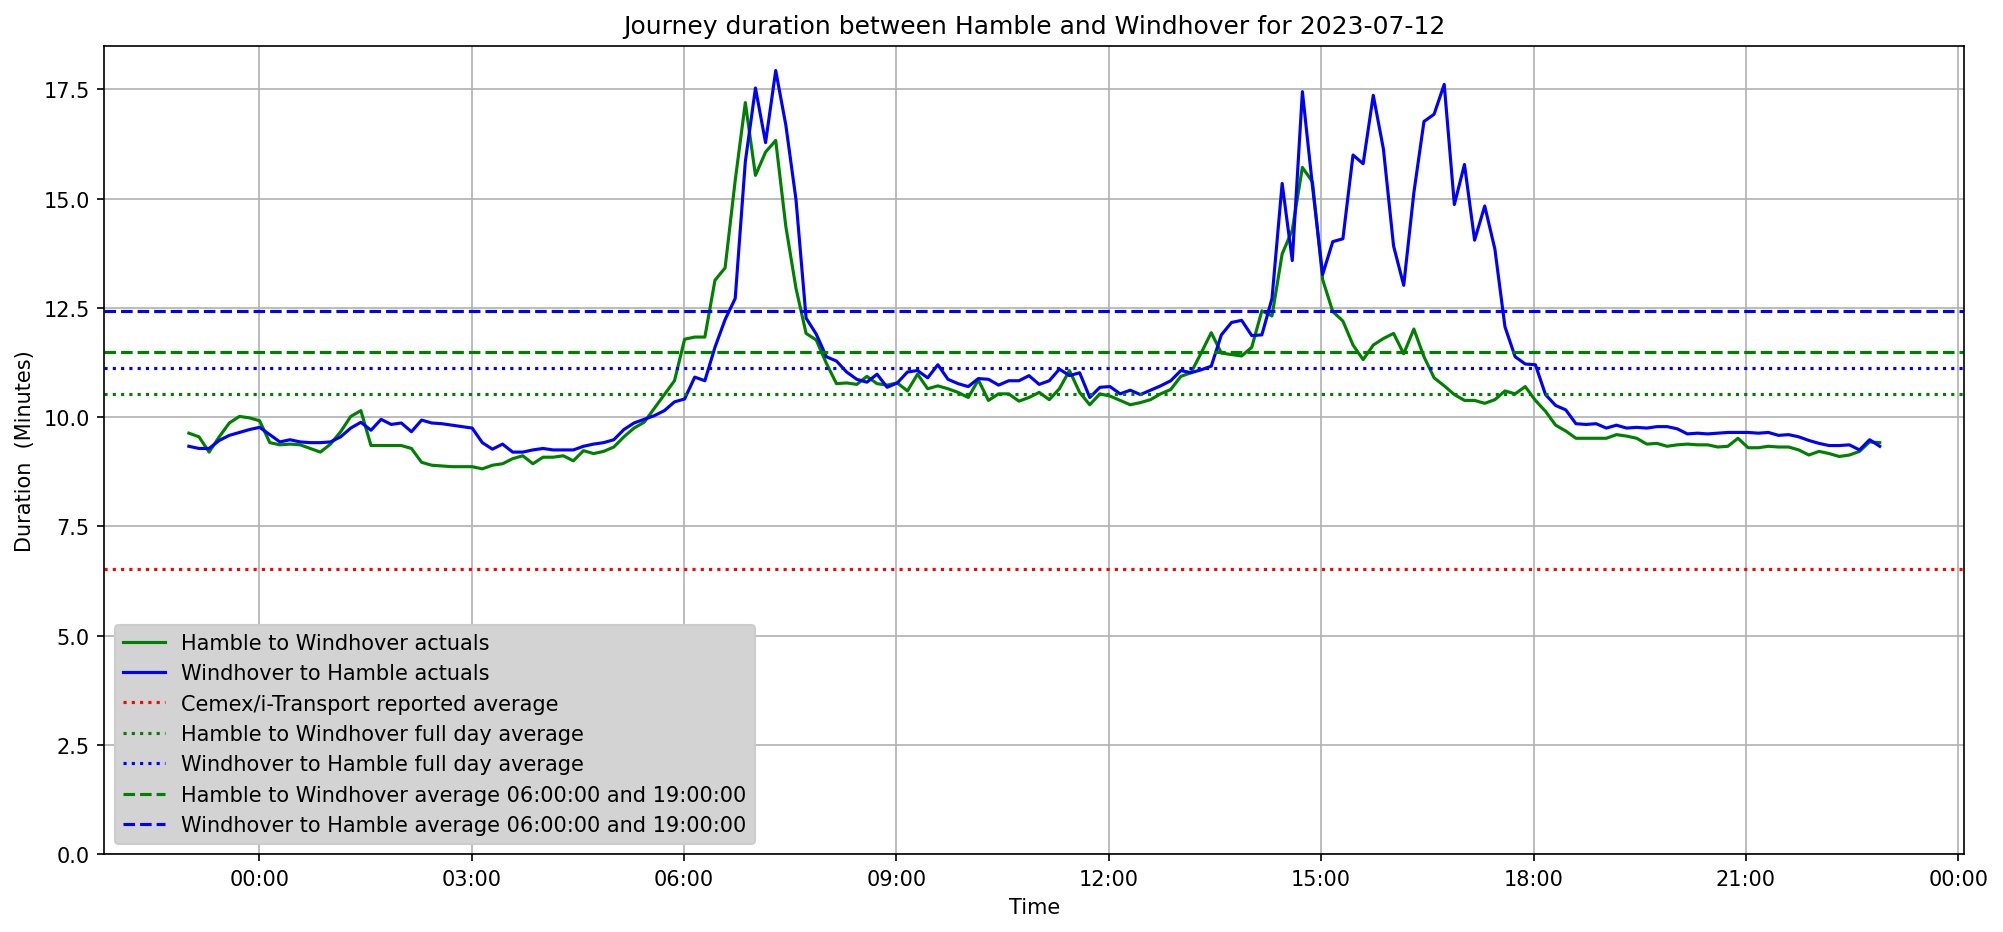 Journey duration between Hamble and Windhover for 2023-07-12
17.5
15.0
12.5
10.0
7.5
5.0
2.5
0.0
Duration  (Minutes)
Hamble to Windhover actuals
Windhover to Hamble actuals
Cemex/i-Transport reported average
Hamble to Windhover full day average
Windhover to Hamble full day average
Hamble to Windhover average 06:00:00 and 19:00:00
Windhover to Hamble average 06:00:00 and 19:00:00
00:00 03:00 06:00 09:00 12:00 15:00 18:00 21:00 00:00
Time